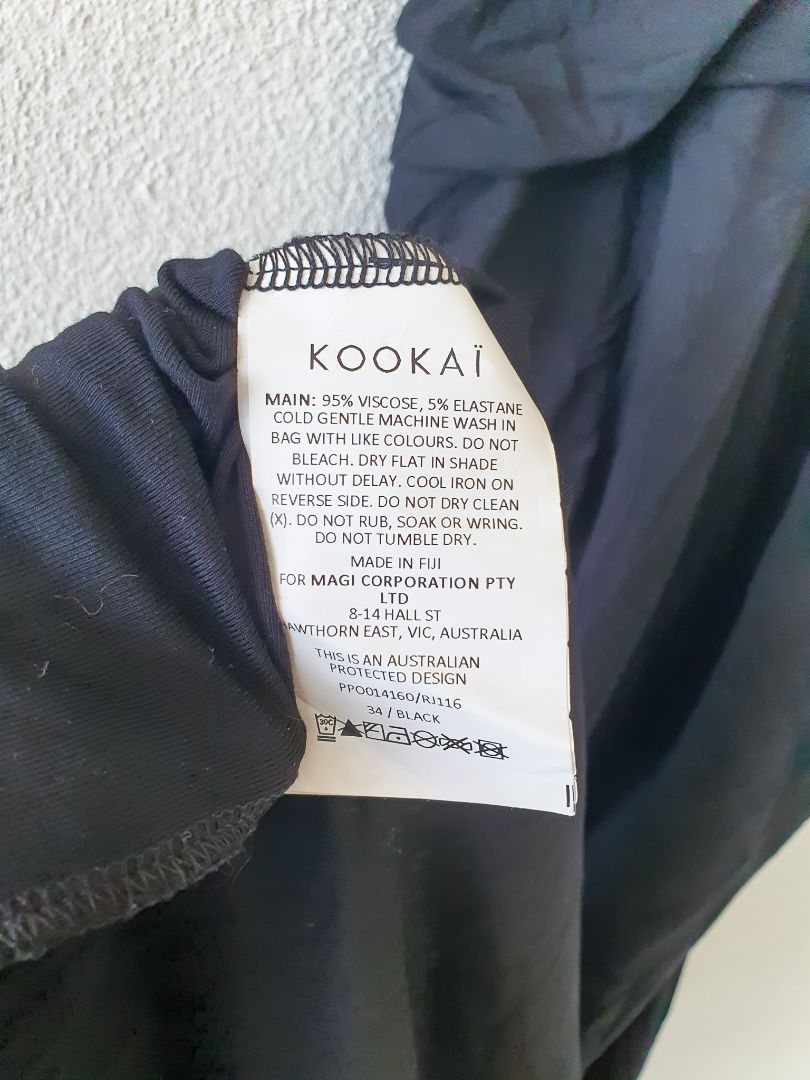 KOOKAÏ
MAIN: 95% VISCOSE, 5% ELASTANE
COLD GENTLE MACHINE WASH IN
BAG WITH LIKE COLOURS. DO NOT
BLEACH. DRY FLAT IN SHADE
WITHOUT DELAY. COOL IRON ON
REVERSE SIDE. DO NOT DRY CLEAN
(X). DO NOT RUB, SOAK OR WRING.
DO NOT TUMBLE DRY.
MADE IN FIJI
FOR MAGI CORPORATION PTY
LTD
8-14 HALL ST
AWTHORN EAST, VIC, AUSTRALIA
THIS IS AN AUSTRALIAN
PROTECTED DESIGN
PPO014160/RJ116
34 / BLACK
30C